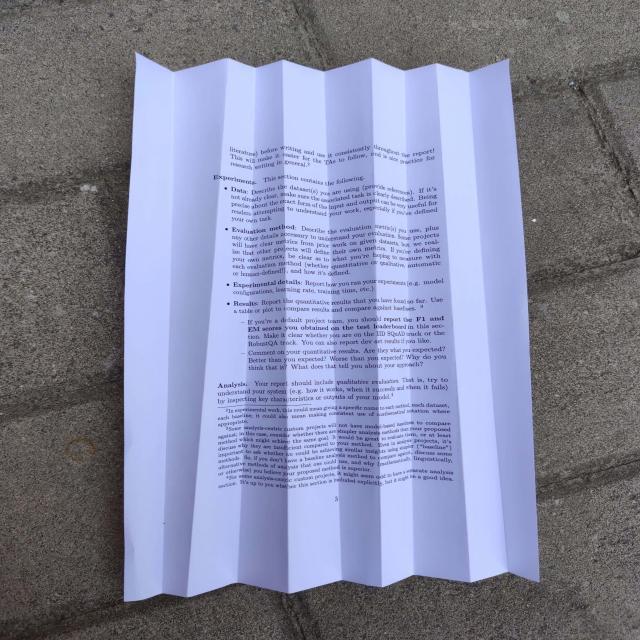 literature) before writing and use it consistently throughout the report!
This will make it easier for the TAs to follow, and is nice practice for
research writing in general.⁷
Experiments. This section contains the following.
• Data: Describe the dataset(s) you are using (provide references). If it's
not already clear, make sure the associated task is clearly described. Being
precise about the exact form of the input and output can be very useful for
readers attempting to understand your work, especially if you've defined
your own task.
• Evaluation method: Describe the evaluation metric(s) you use, plus
any other details necessary to understand your evaluation. Some projects
will have clear metrics from prior work on given datasets, but we real-
ize that other projects will define their own metrics. If you're defining
your own metrics, be clear as to what you're hoping to measure with
each evaluation method (whether quantitative or qualitative, automatic
or human-defined!), and how it's defined.
• Experimental details: Report how you ran your experiments (e.g. model
configurations, learning rate, training time, etc.)
• Results: Report the quantitative results that you have found so far. Use
a table or plot to compare results and compare against baselines. ⁸
– If you're a default project team, you should report the F1 and
EM scores you obtained on the test leaderboard in this sec-
tion. Make it clear whether you are on the IID SQuAD track or the
RobustQA track. You can also report dev set results if you like.
– Comment on your quantitative results. Are they what you expected?
Better than you expected? Worse than you expected? Why do you
think that is? What does that tell you about your approach?
Analysis. Your report should include qualitative evaluation. That is, try to
understand your system (e.g. how it works, when it succeeds and when it fails)
by inspecting key characteristics or outputs of your model.⁹
⁷In experimental work, this could mean giving a specific name to each metric, each dataset,
each baseline; it could also mean making consistent use of mathematical notation where
appropriate.
⁸Some analysis-centric custom projects will not have model-based baselines to compare
against; in this case, consider whether there are simpler analysis methods than your proposed
method which might achieve the same goal. It would be great to include them, or at least
discuss why they are insufficient compared to your method. For some projects, it's
important to ask whether you could be achieving similar insights using simpler ("baseline")
methods. So, if you don't have a baseline analysis method to compare against, discuss some
alternative methods of analysis that one could use, and why (mathematically, linguistically,
or otherwise) you believe your proposed method is superior.
⁹For some analysis-centric custom projects, it might seem odd to have a separate analysis
section. It's up to you whether this section is included explicitly, but it might be a good idea.
5